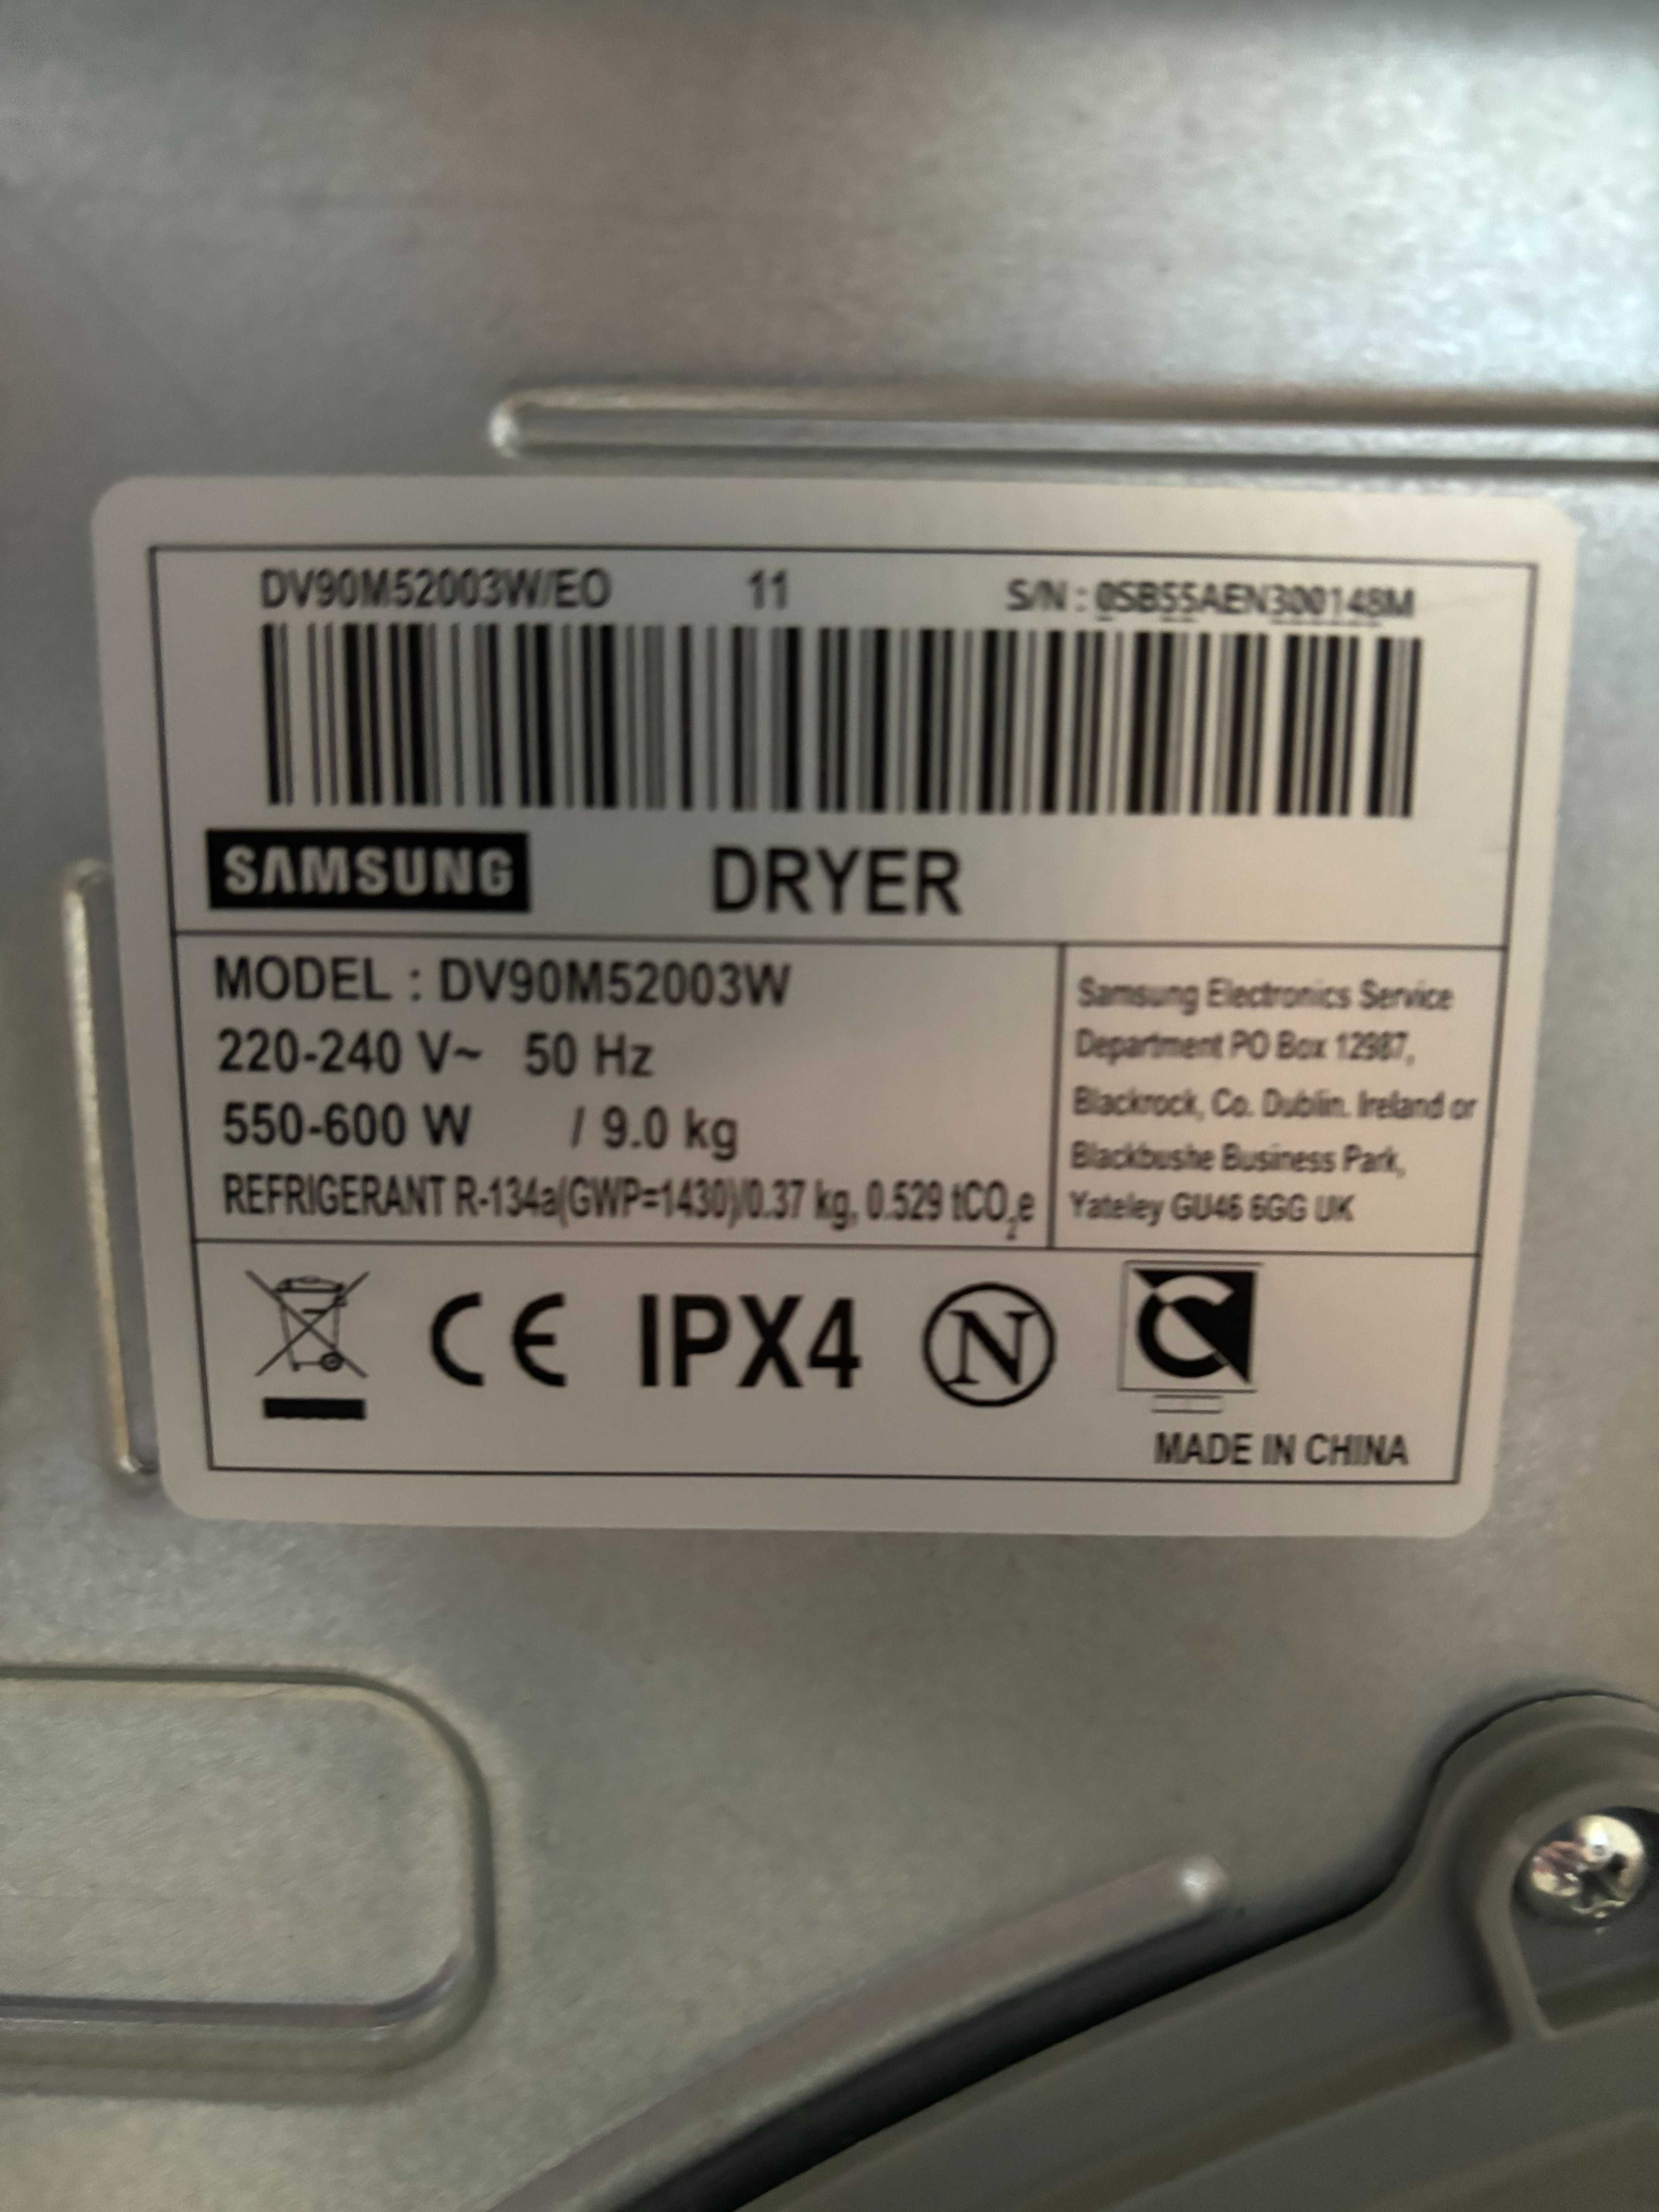 DV90M52003W/EO 11 S/N : 0SB55AEN300148M
SAMSUNG DRYER
MODEL : DV90M52003W
220-240 V~ 50 Hz
550-600 W / 9.0 kg
REFRIGERANT R-134a(GWP=1430)/0.37 kg, 0.529 tCO₂e
Samsung Electronics Service
Department PO Box 12987,
Blackrock, Co. Dublin. Ireland or
Blackbushe Business Park,
Yateley GU46 6GG UK
CE IPX4 N C
MADE IN CHINA